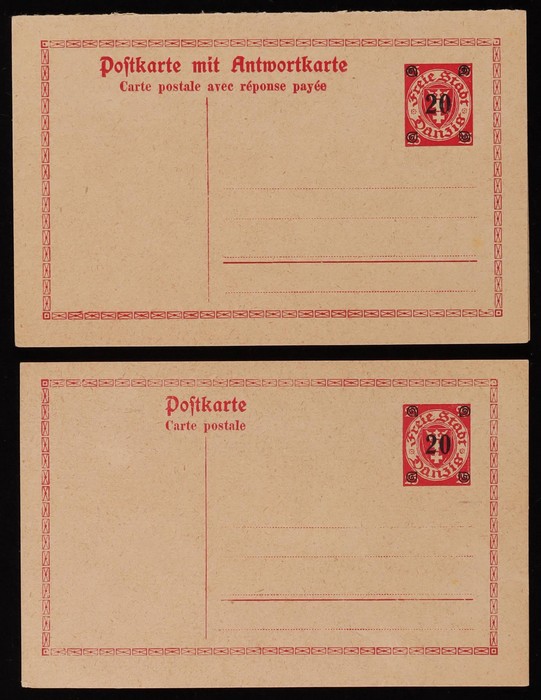 Postkarte mit Antwortkarte
Carte postale avec réponse payée
Freie Stadt
20
Danzig
Postkarte
Carte postale
Freie Stadt
20
Danzig